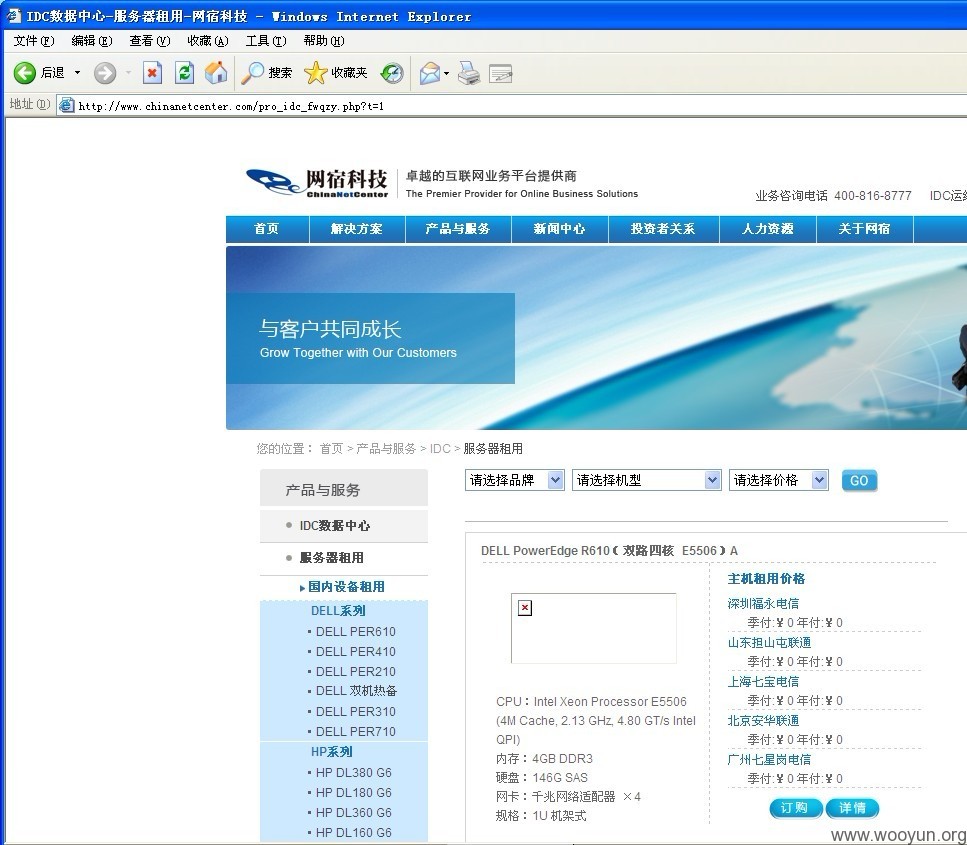 IDC数据中心-服务器租用-网宿科技 - Windows Internet Explorer
文件(F) 编辑(E) 查看(V) 收藏(A) 工具(T) 帮助(H)
后退 搜索 收藏夹
地址(D) http://www.chinanetcenter.com/pro_idc_fwqzy.php?t=1
网宿科技 ChinaNetCenter
卓越的互联网业务平台提供商
The Premier Provider for Online Business Solutions
业务咨询电话 400-816-8777 IDC运
首页 解决方案 产品与服务 新闻中心 投资者关系 人力资源 关于网宿
与客户共同成长
Grow Together with Our Customers
您的位置： 首页 > 产品与服务 > IDC > 服务器租用
产品与服务
IDC数据中心
服务器租用
国内设备租用
DELL系列
DELL PER610
DELL PER410
DELL PER210
DELL 双机热备
DELL PER310
DELL PER710
HP系列
HP DL380 G6
HP DL180 G6
HP DL360 G6
HP DL160 G6
请选择品牌 请选择机型 请选择价格 GO
DELL PowerEdge R610（双路四核 E5506）A
CPU：Intel Xeon Processor E5506
(4M Cache, 2.13 GHz, 4.80 GT/s Intel
QPI)
内存：4GB DDR3
硬盘：146G SAS
网卡：千兆网络适配器 ×4
规格：1U 机架式
主机租用价格
深圳福永电信
季付:¥ 0 年付:¥ 0
山东担山屯联通
季付:¥ 0 年付:¥ 0
上海七宝电信
季付:¥ 0 年付:¥ 0
北京安华联通
季付:¥ 0 年付:¥ 0
广州七星岗电信
季付:¥ 0 年付:¥ 0
订购 详情
www.wooyun.org